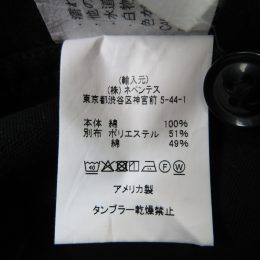 (輸入元)
(株) ネペンテス
東京都渋谷区神宮前 5-44-1
本体 綿 100%
別布 ポリエステル 51%
綿 49%
アメリカ製
タンブラー乾燥禁止